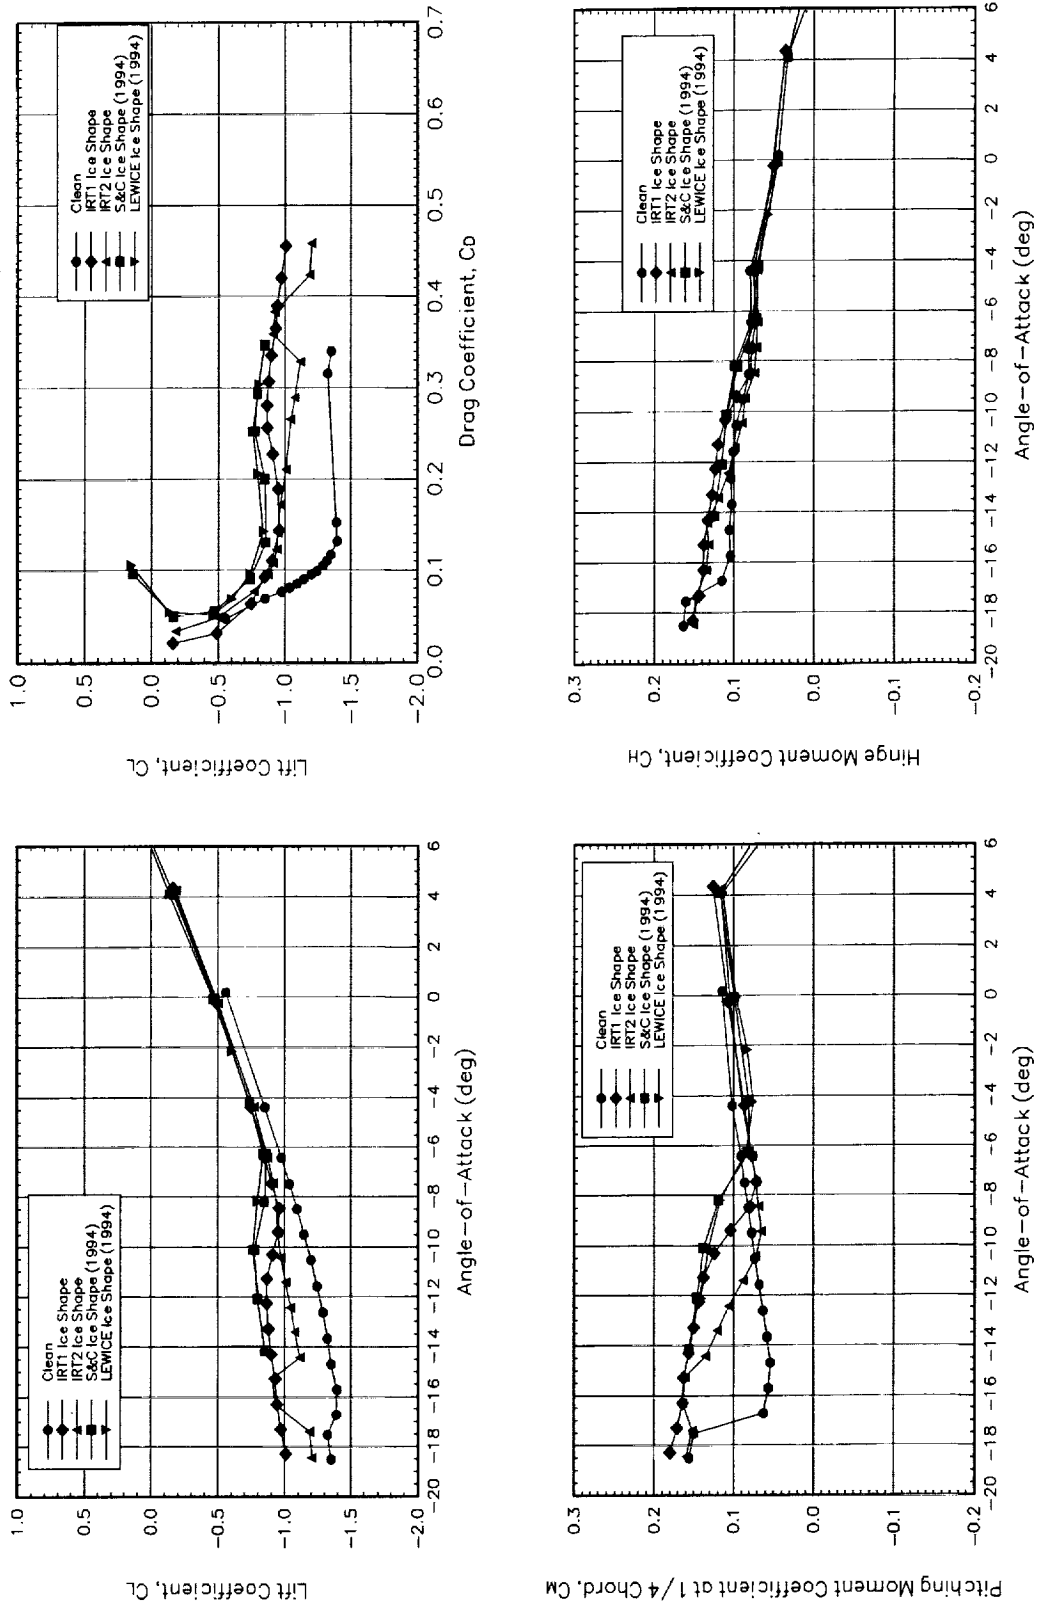 1.0
0.5
0.0
−0.5
−1.0
−1.5
−2.0
Lift Coefficient, CL
−20 −18 −16 −14 −12 −10 −8 −6 −4 −2 0 2 4 6
Angle−of−Attack (deg)
Clean
IRT1 Ice Shape
IRT2 Ice Shape
S&C Ice Shape (1994)
LEWICE Ice Shape (1994)
1.0
0.5
0.0
−0.5
−1.0
−1.5
−2.0
Lift Coefficient, CL
0.0 0.1 0.2 0.3 0.4 0.5 0.6 0.7
Drag Coefficient, CD
Clean
IRT1 Ice Shape
IRT2 Ice Shape
S&C Ice Shape (1994)
LEWICE Ice Shape (1994)
0.3
0.2
0.1
0.0
−0.1
−0.2
Pitching Moment Coefficient at 1/4 Chord, CM
−20 −18 −16 −14 −12 −10 −8 −6 −4 −2 0 2 4 6
Angle−of−Attack (deg)
Clean
IRT1 Ice Shape
IRT2 Ice Shape
S&C Ice Shape (1994)
LEWICE Ice Shape (1994)
0.3
0.2
0.1
0.0
−0.1
−0.2
Hinge Moment Coefficient, CH
−20 −18 −16 −14 −12 −10 −8 −6 −4 −2 0 2 4 6
Angle−of−Attack (deg)
Clean
IRT1 Ice Shape
IRT2 Ice Shape
S&C Ice Shape (1994)
LEWICE Ice Shape (1994)